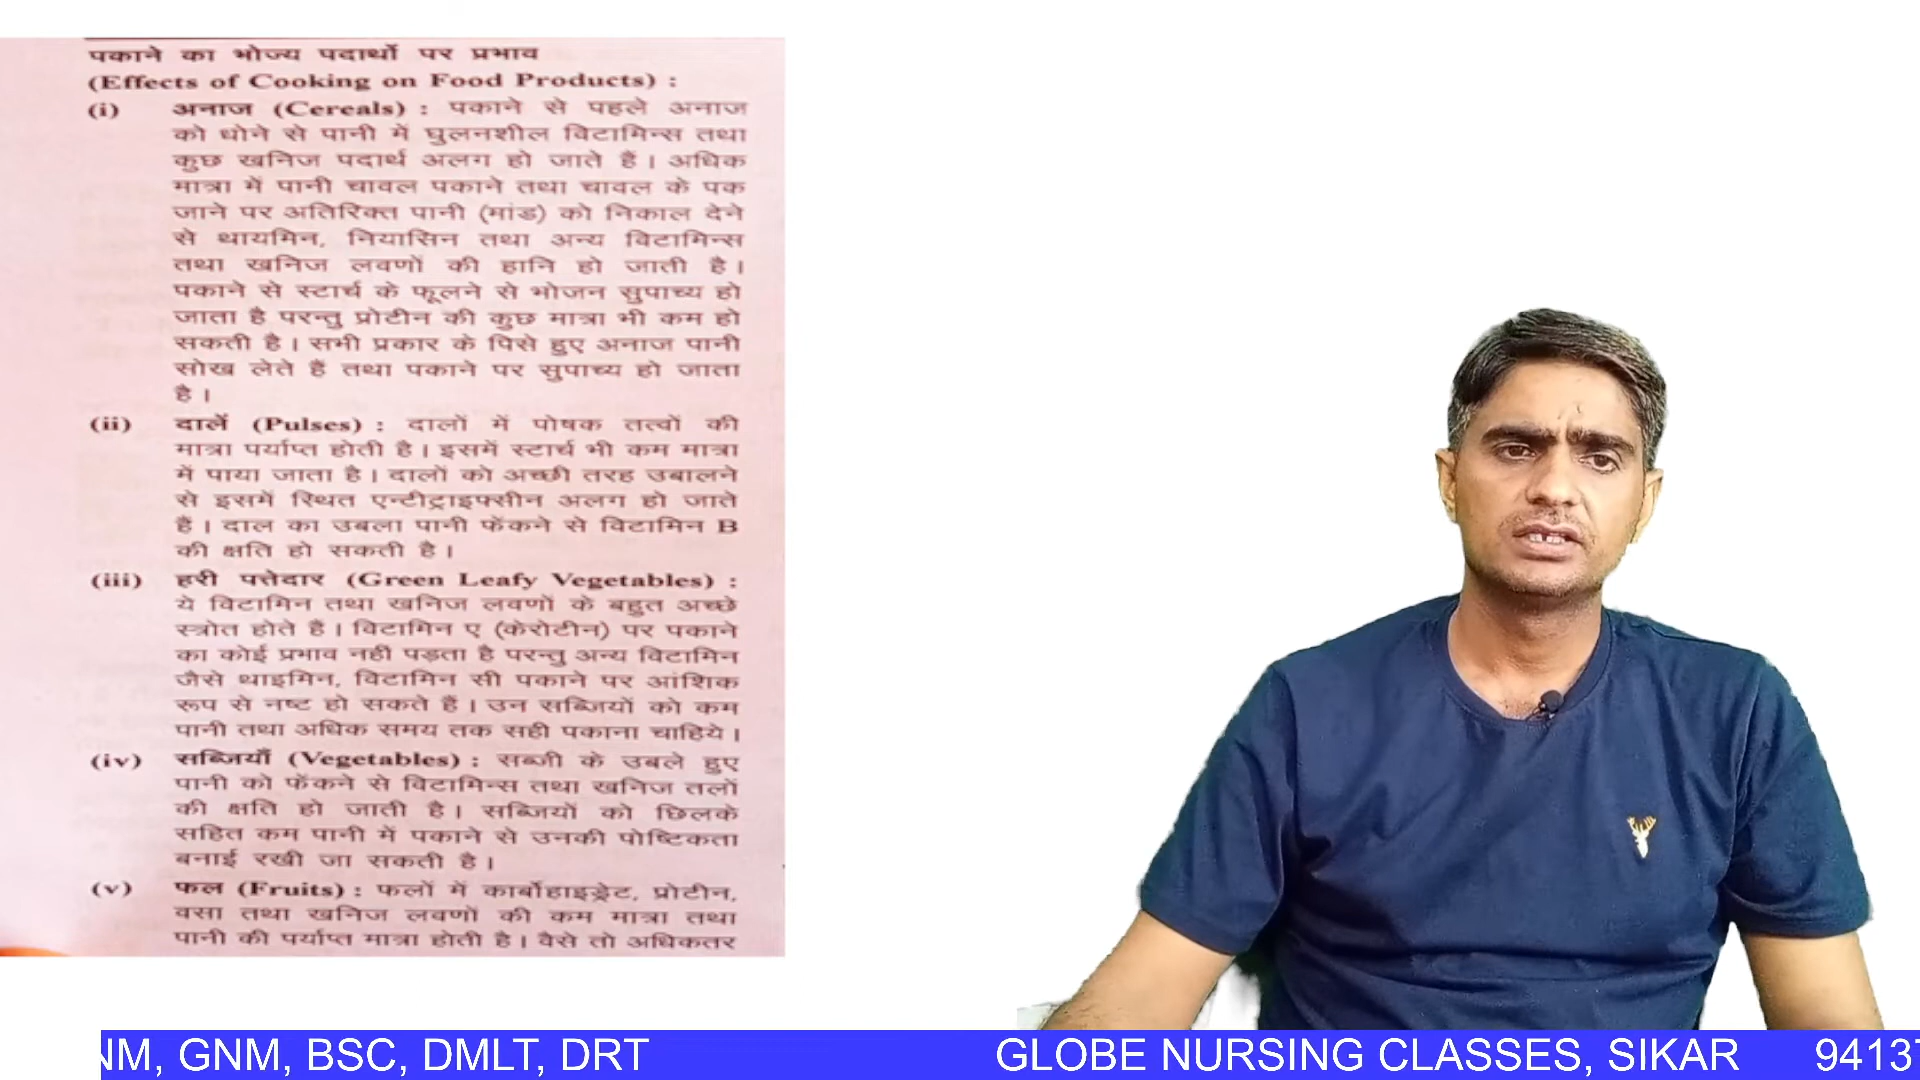 पकाने का भोज्य पदार्थो पर प्रभाव
(Effects of Cooking on Food Products) :
(i) अनाज (Cereals) : पकाने से पहले अनाज
को धोने से पानी में घुलनशील विटामिन्स तथा
कुछ खनिज पदार्थ अलग हो जाते हैं। अधिक
मात्रा में पानी चावल पकाने तथा चावल के पक
जाने पर अतिरिक्त पानी (मांड) को निकाल देने
से थायमिन, नियासिन तथा अन्य विटामिन्स
तथा खनिज लवणों की हानि हो जाती है।
पकाने से स्टार्च के फूलने से भोजन सुपाच्य हो
जाता है परन्तु प्रोटीन की कुछ मात्रा भी कम हो
सकती है। सभी प्रकार के पिसे हुए अनाज पानी
सोख लेते हैं तथा पकाने पर सुपाच्य हो जाता
है।
(ii) दालें (Pulses) : दालों में पोषक तत्वों की
मात्रा पर्याप्त होती है। इसमें स्टार्च भी कम मात्रा
में पाया जाता है। दालों को अच्छी तरह उबालने
से इसमें स्थित एन्टीट्राइफ्सीन अलग हो जाते
हैं। दाल का उबला पानी फेंकने से विटामिन B
की क्षति हो सकती है।
(iii) हरी पत्तेदार (Green Leafy Vegetables) :
ये विटामिन तथा खनिज लवणों के बहुत अच्छे
स्त्रोत होते हैं। विटामिन ए (केरोटीन) पर पकाने
का कोई प्रभाव नही पड़ता है परन्तु अन्य विटामिन
जैसे थाइमिन, विटामिन सी पकाने पर आंशिक
रूप से नष्ट हो सकते हैं। उन सब्जियों को कम
पानी तथा अधिक समय तक सही पकाना चाहिये।
(iv) सब्जियाँ (Vegetables) : सब्जी के उबले हुए
पानी को फेंकने से विटामिन्स तथा खनिज तलों
की क्षति हो जाती है। सब्जियों को छिलके
सहित कम पानी में पकाने से उनकी पोष्टिकता
बनाई रखी जा सकती है।
(v) फल (Fruits) : फलों में कार्बोहाइड्रेट, प्रोटीन,
वसा तथा खनिज लवणों की कम मात्रा तथा
पानी की पर्याप्त मात्रा होती है। वैसे तो अधिकतर
NM, GNM, BSC, DMLT, DRT GLOBE NURSING CLASSES, SIKAR 9413